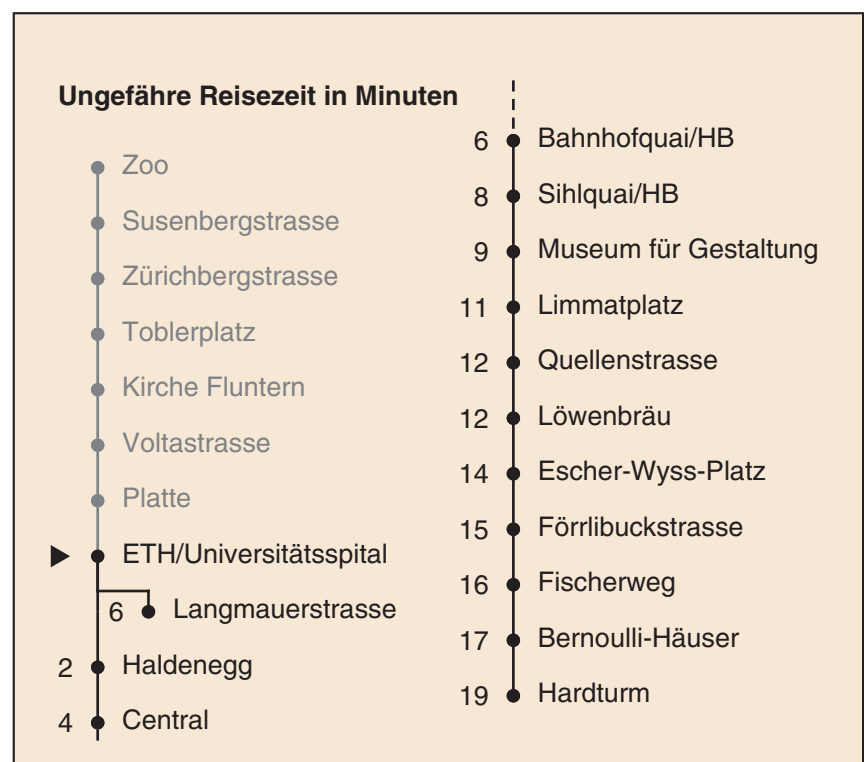 Ungefähre Reisezeit in Minuten
Zoo
Susenbergstrasse
Zürichbergstrasse
Toblerplatz
Kirche Fluntern
Voltastrasse
Platte
ETH/Universitätsspital
6 Langmauerstrasse
2 Haldenegg
4 Central
6 Bahnhofquai/HB
8 Sihlquai/HB
9 Museum für Gestaltung
11 Limmatplatz
12 Quellenstrasse
12 Löwenbräu
14 Escher-Wyss-Platz
15 Förrlibuckstrasse
16 Fischerweg
17 Bernoulli-Häuser
19 Hardturm